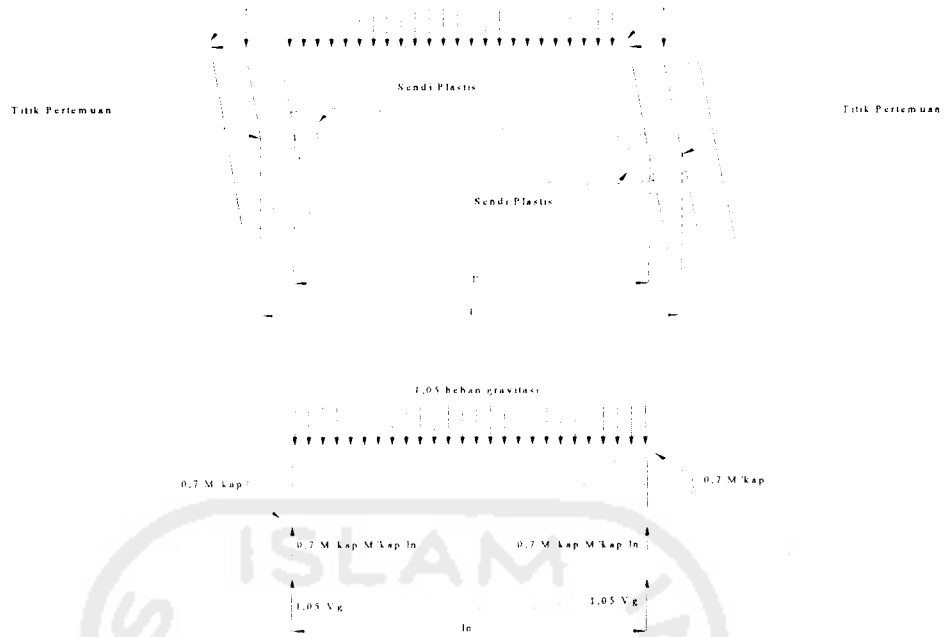 Sendi Plastis
Titik Pertemuan
Titik Pertemuan
Sendi Plastis
l'
l
1,05 beban gravitasi
0,7 M kap
0,7 M'kap
0,7 M kap M'kap ln
0,7 M kap M'kap ln
1,05 Vg
1,05 Vg
ln
ISLAM